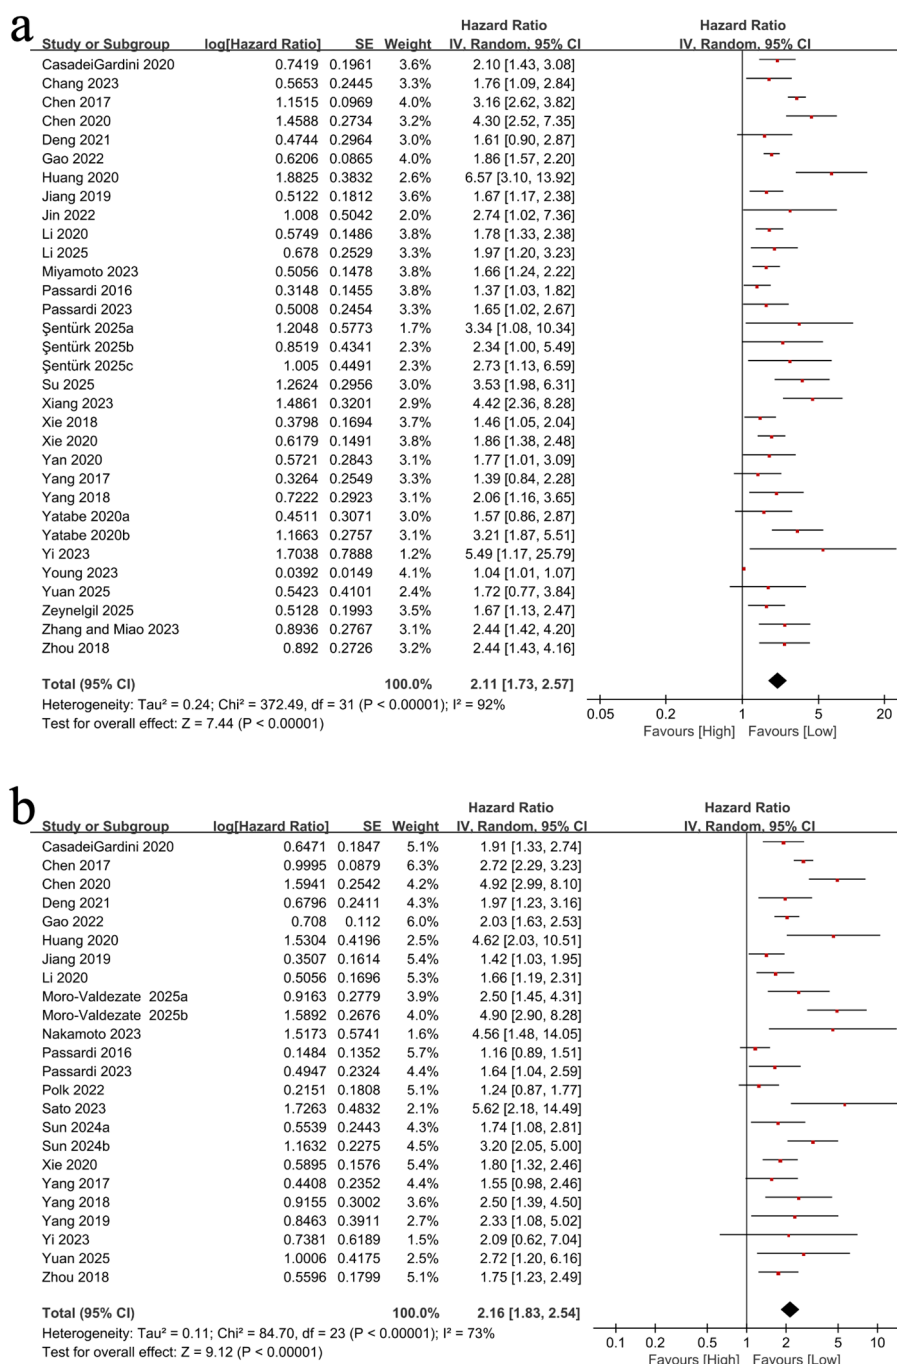 a
Hazard Ratio Hazard Ratio
Study or Subgroup log[Hazard Ratio] SE Weight IV, Random, 95% CI IV, Random, 95% CI
CasadeiGardini 2020 0.7419 0.1961 3.6% 2.10 [1.43, 3.08]
Chang 2023 0.5653 0.2445 3.3% 1.76 [1.09, 2.84]
Chen 2017 1.1515 0.0969 4.0% 3.16 [2.62, 3.82]
Chen 2020 1.4588 0.2734 3.2% 4.30 [2.52, 7.35]
Deng 2021 0.4744 0.2964 3.0% 1.61 [0.90, 2.87]
Gao 2022 0.6206 0.0865 4.0% 1.86 [1.57, 2.20]
Huang 2020 1.8825 0.3832 2.6% 6.57 [3.10, 13.92]
Jiang 2019 0.5122 0.1812 3.6% 1.67 [1.17, 2.38]
Jin 2022 1.008 0.5042 2.0% 2.74 [1.02, 7.36]
Li 2020 0.5749 0.1486 3.8% 1.78 [1.33, 2.38]
Li 2025 0.678 0.2529 3.3% 1.97 [1.20, 3.23]
Miyamoto 2023 0.5056 0.1478 3.8% 1.66 [1.24, 2.22]
Passardi 2016 0.3148 0.1455 3.8% 1.37 [1.03, 1.82]
Passardi 2023 0.5008 0.2454 3.3% 1.65 [1.02, 2.67]
Şentürk 2025a 1.2048 0.5773 1.7% 3.34 [1.08, 10.34]
Şentürk 2025b 0.8519 0.4341 2.3% 2.34 [1.00, 5.49]
Şentürk 2025c 1.005 0.4491 2.3% 2.73 [1.13, 6.59]
Su 2025 1.2624 0.2956 3.0% 3.53 [1.98, 6.31]
Xiang 2023 1.4861 0.3201 2.9% 4.42 [2.36, 8.28]
Xie 2018 0.3798 0.1694 3.7% 1.46 [1.05, 2.04]
Xie 2020 0.6179 0.1491 3.8% 1.86 [1.38, 2.48]
Yan 2020 0.5721 0.2843 3.1% 1.77 [1.01, 3.09]
Yang 2017 0.3264 0.2549 3.3% 1.39 [0.84, 2.28]
Yang 2018 0.7222 0.2923 3.1% 2.06 [1.16, 3.65]
Yatabe 2020a 0.4511 0.3071 3.0% 1.57 [0.86, 2.87]
Yatabe 2020b 1.1663 0.2757 3.1% 3.21 [1.87, 5.51]
Yi 2023 1.7038 0.7888 1.2% 5.49 [1.17, 25.79]
Young 2023 0.0392 0.0149 4.1% 1.04 [1.01, 1.07]
Yuan 2025 0.5423 0.4101 2.4% 1.72 [0.77, 3.84]
Zeynelgil 2025 0.5128 0.1993 3.5% 1.67 [1.13, 2.47]
Zhang and Miao 2023 0.8936 0.2767 3.1% 2.44 [1.42, 4.20]
Zhou 2018 0.892 0.2726 3.2% 2.44 [1.43, 4.16]
Total (95% CI) 100.0% 2.11 [1.73, 2.57]
Heterogeneity: Tau² = 0.24; Chi² = 372.49, df = 31 (P < 0.00001); I² = 92%
Test for overall effect: Z = 7.44 (P < 0.00001)
0.05 0.2 1 5 20
Favours [High] Favours [Low]
b
Hazard Ratio Hazard Ratio
Study or Subgroup log[Hazard Ratio] SE Weight IV, Random, 95% CI IV, Random, 95% CI
CasadeiGardini 2020 0.6471 0.1847 5.1% 1.91 [1.33, 2.74]
Chen 2017 0.9995 0.0879 6.3% 2.72 [2.29, 3.23]
Chen 2020 1.5941 0.2542 4.2% 4.92 [2.99, 8.10]
Deng 2021 0.6796 0.2411 4.3% 1.97 [1.23, 3.16]
Gao 2022 0.708 0.112 6.0% 2.03 [1.63, 2.53]
Huang 2020 1.5304 0.4196 2.5% 4.62 [2.03, 10.51]
Jiang 2019 0.3507 0.1614 5.4% 1.42 [1.03, 1.95]
Li 2020 0.5056 0.1696 5.3% 1.66 [1.19, 2.31]
Moro-Valdezate 2025a 0.9163 0.2779 3.9% 2.50 [1.45, 4.31]
Moro-Valdezate 2025b 1.5892 0.2676 4.0% 4.90 [2.90, 8.28]
Nakamoto 2023 1.5173 0.5741 1.6% 4.56 [1.48, 14.05]
Passardi 2016 0.1484 0.1352 5.7% 1.16 [0.89, 1.51]
Passardi 2023 0.4947 0.2324 4.4% 1.64 [1.04, 2.59]
Polk 2022 0.2151 0.1808 5.1% 1.24 [0.87, 1.77]
Sato 2023 1.7263 0.4832 2.1% 5.62 [2.18, 14.49]
Sun 2024a 0.5539 0.2443 4.3% 1.74 [1.08, 2.81]
Sun 2024b 1.1632 0.2275 4.5% 3.20 [2.05, 5.00]
Xie 2020 0.5895 0.1576 5.4% 1.80 [1.32, 2.46]
Yang 2017 0.4408 0.2352 4.4% 1.55 [0.98, 2.46]
Yang 2018 0.9155 0.3002 3.6% 2.50 [1.39, 4.50]
Yang 2019 0.8463 0.3911 2.7% 2.33 [1.08, 5.02]
Yi 2023 0.7381 0.6189 1.5% 2.09 [0.62, 7.04]
Yuan 2025 1.0006 0.4175 2.5% 2.72 [1.20, 6.16]
Zhou 2018 0.5596 0.1799 5.1% 1.75 [1.23, 2.49]
Total (95% CI) 100.0% 2.16 [1.83, 2.54]
Heterogeneity: Tau² = 0.11; Chi² = 84.70, df = 23 (P < 0.00001); I² = 73%
Test for overall effect: Z = 9.12 (P < 0.00001)
0.1 0.2 0.5 1 2 5 10
Favours [High] Favours [Low]